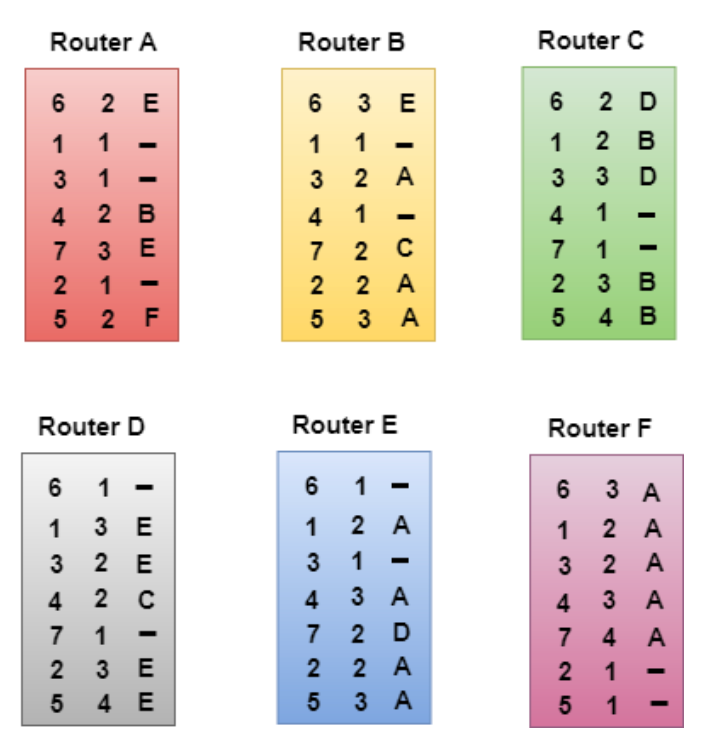 Router A
6 2 E
1 1 –
3 1 –
4 2 B
7 3 E
2 1 –
5 2 F
Router B
6 3 E
1 1 –
3 2 A
4 1 –
7 2 C
2 2 A
5 3 A
Router C
6 2 D
1 2 B
3 3 D
4 1 –
7 1 –
2 3 B
5 4 B
Router D
6 1 –
1 3 E
3 2 E
4 2 C
7 1 –
2 3 E
5 4 E
Router E
6 1 –
1 2 A
3 1 –
4 3 A
7 2 D
2 2 A
5 3 A
Router F
6 3 A
1 2 A
3 2 A
4 3 A
7 4 A
2 1 –
5 1 –